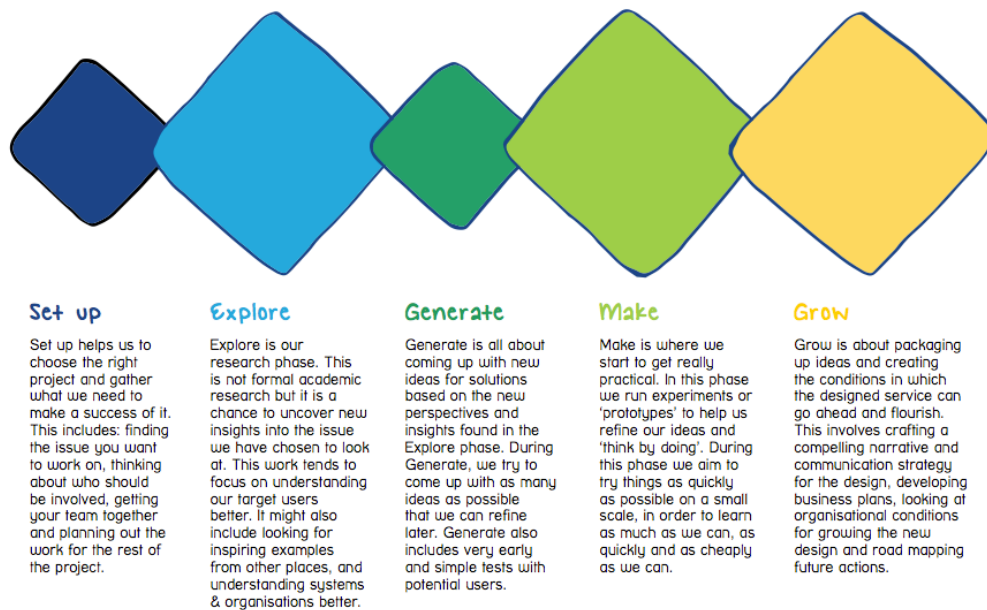 Set up
Set up helps us to
choose the right
project and gather
what we need to
make a success of it.
This includes: finding
the issue you want
to work on, thinking
about who should
be involved, getting
your team together
and planning out the
work for the rest of
the project.
Explore
Explore is our
research phase. This
is not formal academic
research but it is a
chance to uncover new
insights into the issue
we have chosen to look
at. This work tends to
focus on understanding
our target users
better. It might also
include looking for
inspiring examples
from other places, and
understanding systems
& organisations better.
Generate
Generate is all about
coming up with new
ideas for solutions
based on the new
perspectives and
insights found in the
Explore phase. During
Generate, we try to
come up with as many
ideas as possible
that we can refine
later. Generate also
includes very early
and simple tests with
potential users.
Make
Make is where we
start to get really
practical. In this phase
we run experiments or
‘prototypes’ to help us
refine our ideas and
‘think by doing’. During
this phase we aim to
try things as quickly
as possible on a small
scale, in order to learn
as much as we can, as
quickly and as cheaply
as we can.
Grow
Grow is about packaging
up ideas and creating
the conditions in which
the designed service can
go ahead and flourish.
This involves crafting a
compelling narrative and
communication strategy
for the design, developing
business plans, looking at
organisational conditions
for growing the new
design and road mapping
future actions.